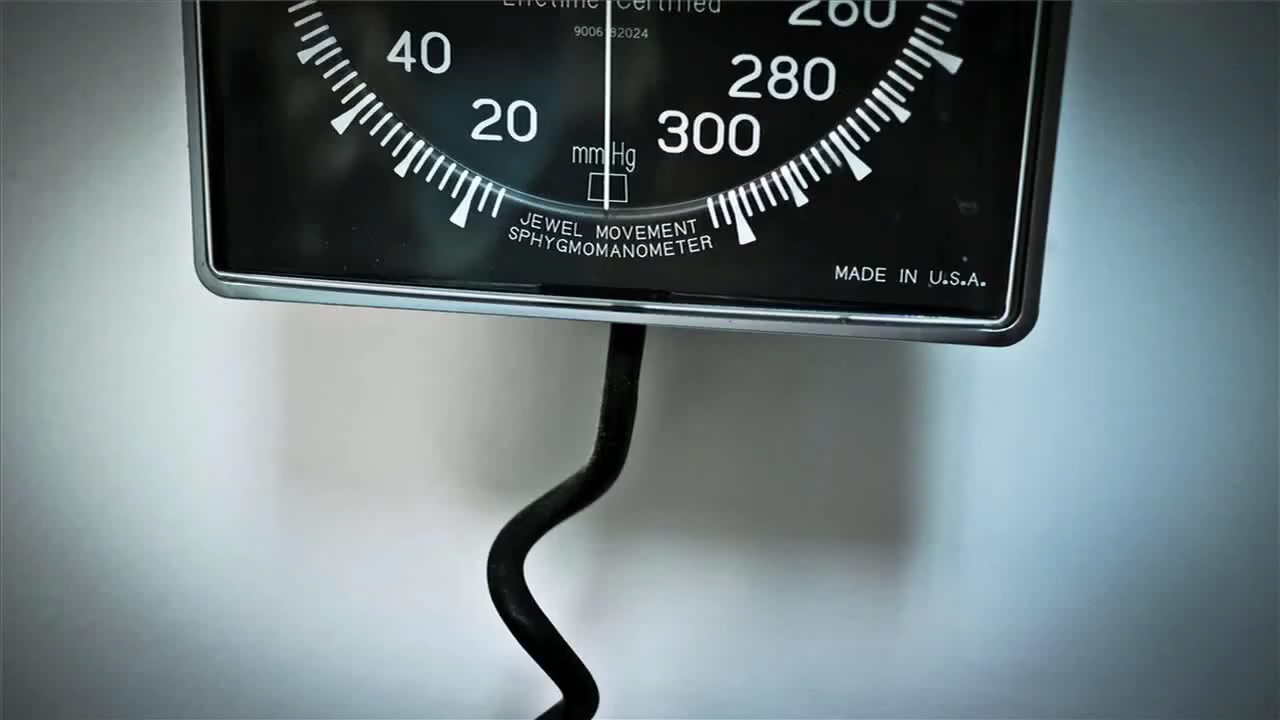 Lifetime Certified
9006 82024
260
40
280
20
300
mm Hg
JEWEL MOVEMENT
SPHYGMOMANOMETER
MADE IN U.S.A.